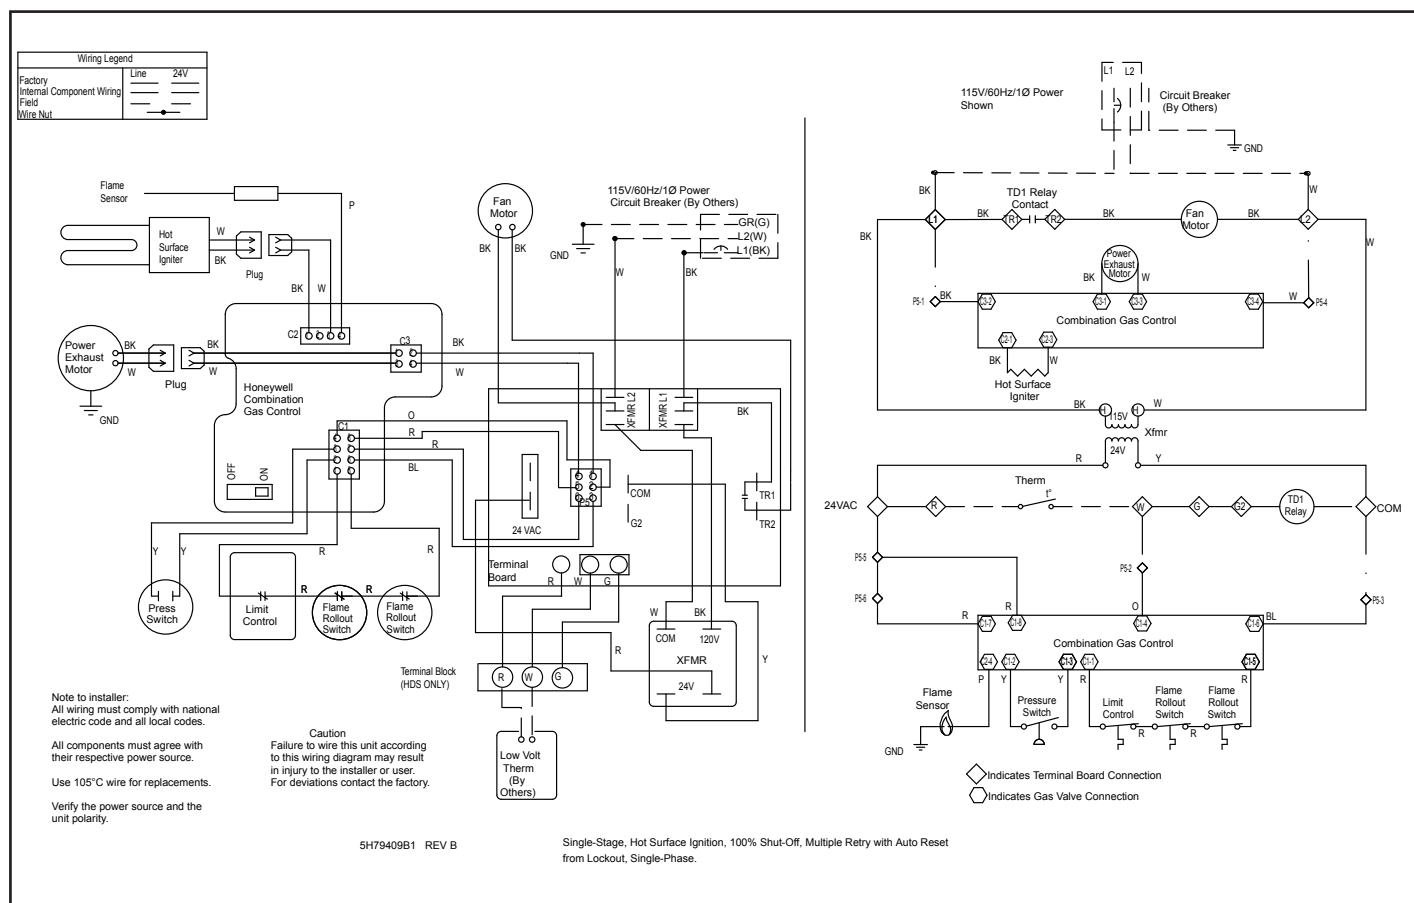 Wiring Legend
Line 24V
Factory
Internal Component Wiring
Field
Wire Nut
Flame
Sensor
P
Hot
Surface
Igniter
W
BK
Plug
BK
W
C2
Power
Exhaust
Motor
BK
W
Plug
BK
W
GND
C3
BK
W
Honeywell
Combination
Gas Control
C1
O
R
R
BL
OFF
ON
Y
Y
R
R
Press
Switch
Limit
Control
R
Flame
Rollout
Switch
R
Flame
Rollout
Switch
Fan
Motor
BK
BK
115V/60Hz/1Ø Power
Circuit Breaker (By Others)
GR(G)
L2(W)
L1(BK)
GND
W
BK
XFMR L2
XFMR L1
BK
24 VAC
P5
COM
G2
TR1
TR2
Terminal
Board
R
W
G
W
BK
COM
120V
XFMR
24V
R
Y
Terminal Block
(HDS ONLY)
R
W
G
Low Volt
Therm
(By
Others)
Note to installer:
All wiring must comply with national
electric code and all local codes.
All components must agree with
their respective power source.
Use 105°C wire for replacements.
Verify the power source and the
unit polarity.
Caution
Failure to wire this unit according
to this wiring diagram may result
in injury to the installer or user.
For deviations contact the factory.
5H79409B1 REV B
Single-Stage, Hot Surface Ignition, 100% Shut-Off, Multiple Retry with Auto Reset
from Lockout, Single-Phase.
115V/60Hz/1Ø Power
Shown
L1 L2
Circuit Breaker
(By Others)
GND
BK
W
TD1 Relay
Contact
L1
BK
TR1
TR2
BK
Fan
Motor
BK
L2
BK
W
Power
Exhaust
Motor
BK
W
P5-1
BK
C3-2
C3-1
C3-3
C3-4
W
P5-4
Combination Gas Control
C2-1
C2-3
BK
W
Hot Surface
Igniter
BK
H
115V
H
W
Xfmr
24V
R
Y
24VAC
R
Therm
t°
W
G
G2
TD1
Relay
COM
P5-5
P5-2
P5-6
P5-3
R
R
O
BL
C1-7
C1-8
C1-4
C1-6
Combination Gas Control
C2-4
C1-2
C1-3
C1-1
C1-5
P
Y
Y
R
R
Flame
Sensor
GND
Pressure
Switch
Limit
Control
R
Flame
Rollout
Switch
R
Flame
Rollout
Switch
Indicates Terminal Board Connection
Indicates Gas Valve Connection